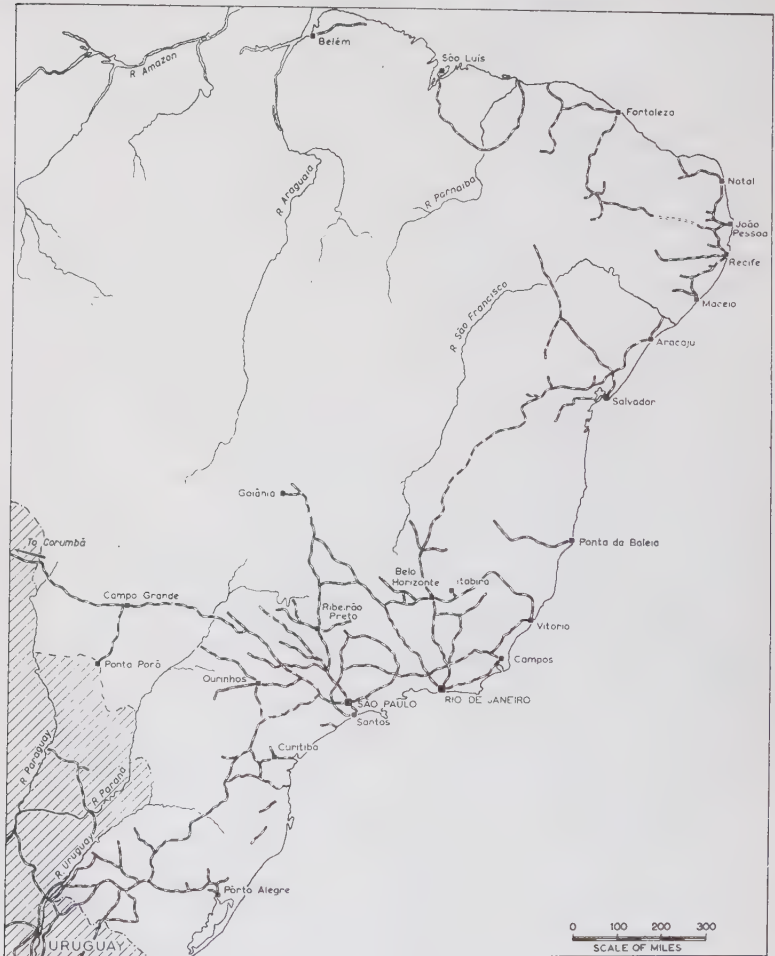 Belém
São Luís
R Amazon
Fortaleza
Natal
R Araguaia
R Parnaiba
João
Pessoa
Recife
R São Francisco
Maceio
Aracaju
Salvador
Goiânia
To Corumbá
Ponta da Baleia
Belo
Horizonte
Itabira
Campo Grande
Ribeirão
Preto
Vitorio
Ponta Porã
Campos
Ourinhos
RIO DE JANEIRO
SÃO PAULO
Santos
R Paraguay
Curitiba
R Paraná
R. Uruguay
Pôrto Alegre
URUGUAY
0 100 200 300
SCALE OF MILES